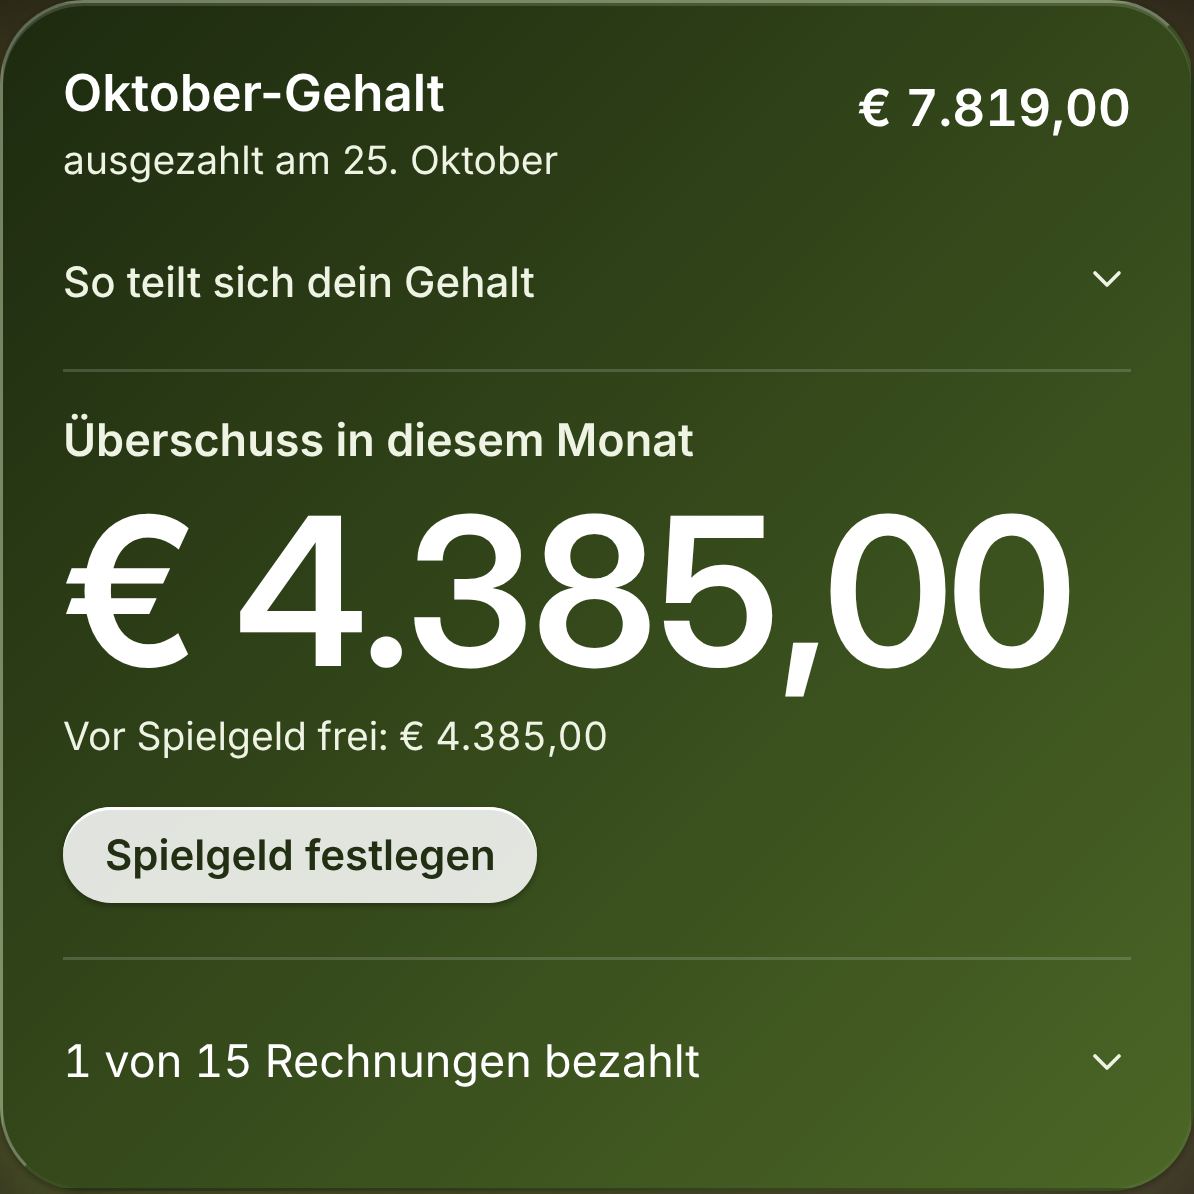 Oktober-Gehalt
€ 7.819,00
ausgezahlt am 25. Oktober
So teilt sich dein Gehalt
Überschuss in diesem Monat
€ 4.385,00
Vor Spielgeld frei: € 4.385,00
Spielgeld festlegen
1 von 15 Rechnungen bezahlt